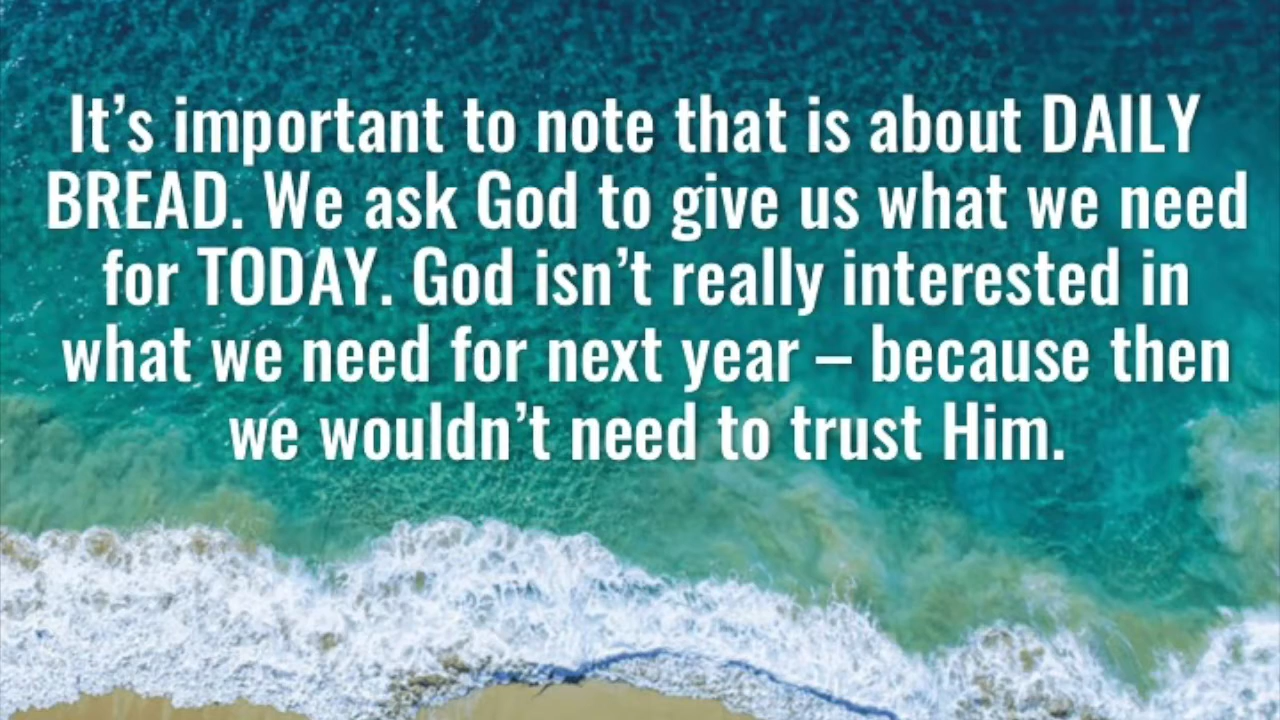 It’s important to note that is about DAILY
BREAD. We ask God to give us what we need
for TODAY. God isn’t really interested in
what we need for next year – because then
we wouldn’t need to trust Him.